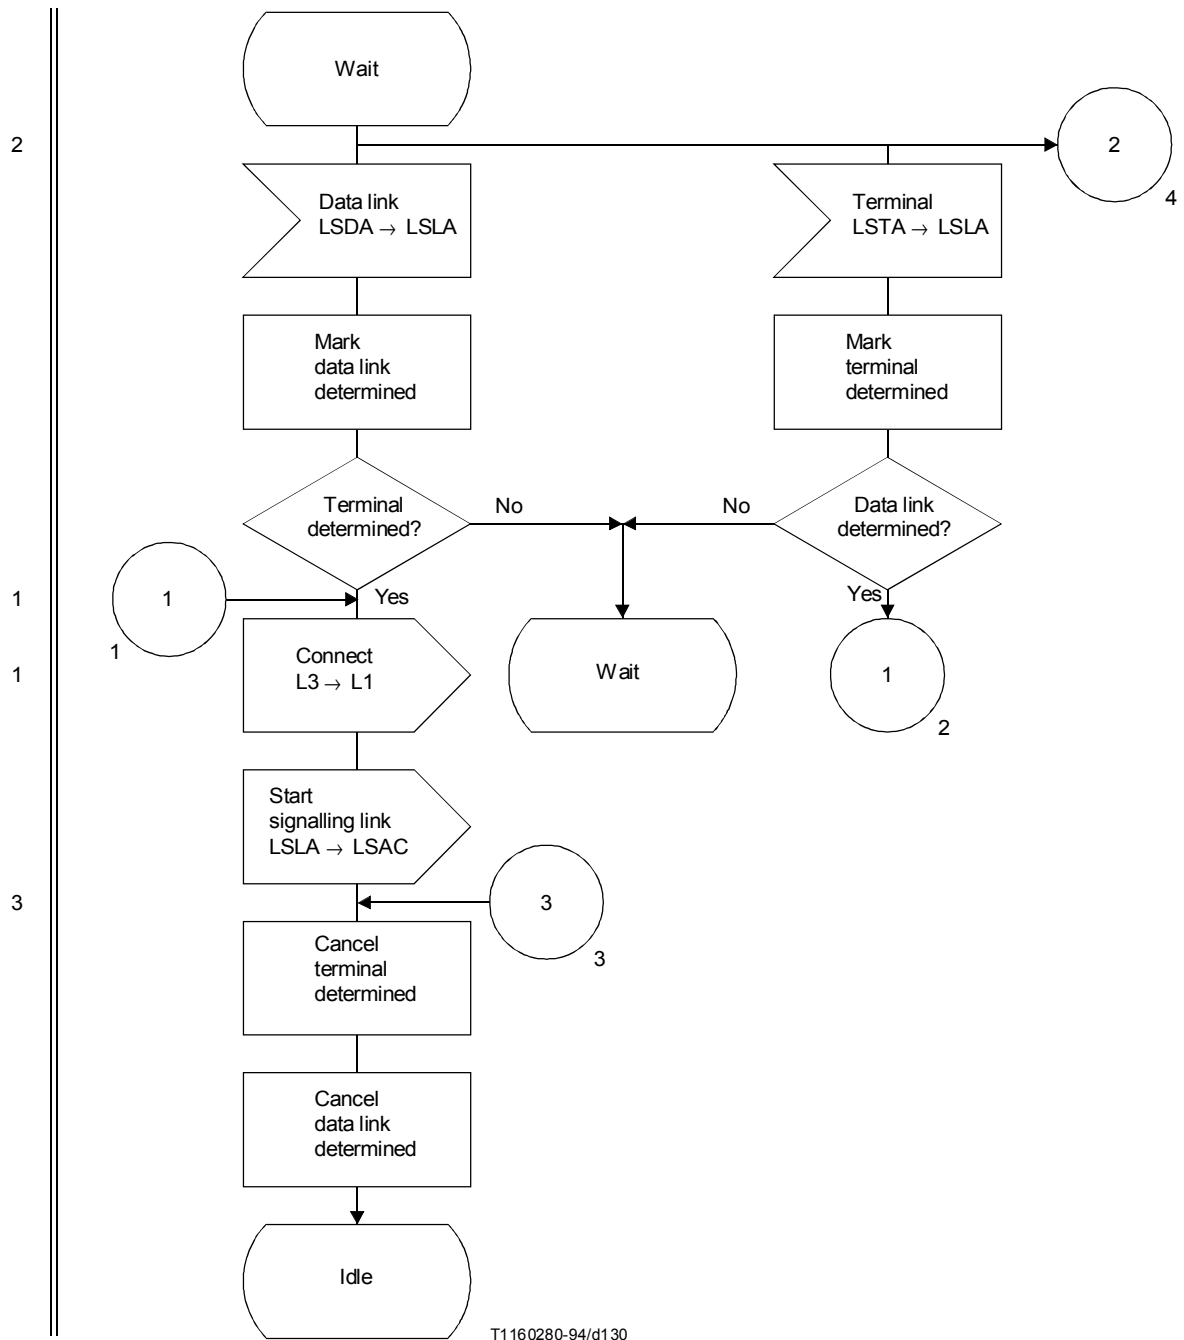 Wait
2
2
4
Data link
LSDA → LSLA
Terminal
LSTA → LSLA
Mark
data link
determined
Mark
terminal
determined
Terminal
determined?
No
No
Data link
determined?
1
1
1
Yes
Yes
1
Connect
L3 → L1
Wait
1
2
Start
signalling link
LSLA → LSAC
3
3
3
Cancel
terminal
determined
Cancel
data link
determined
Idle
T1160280-94/d130